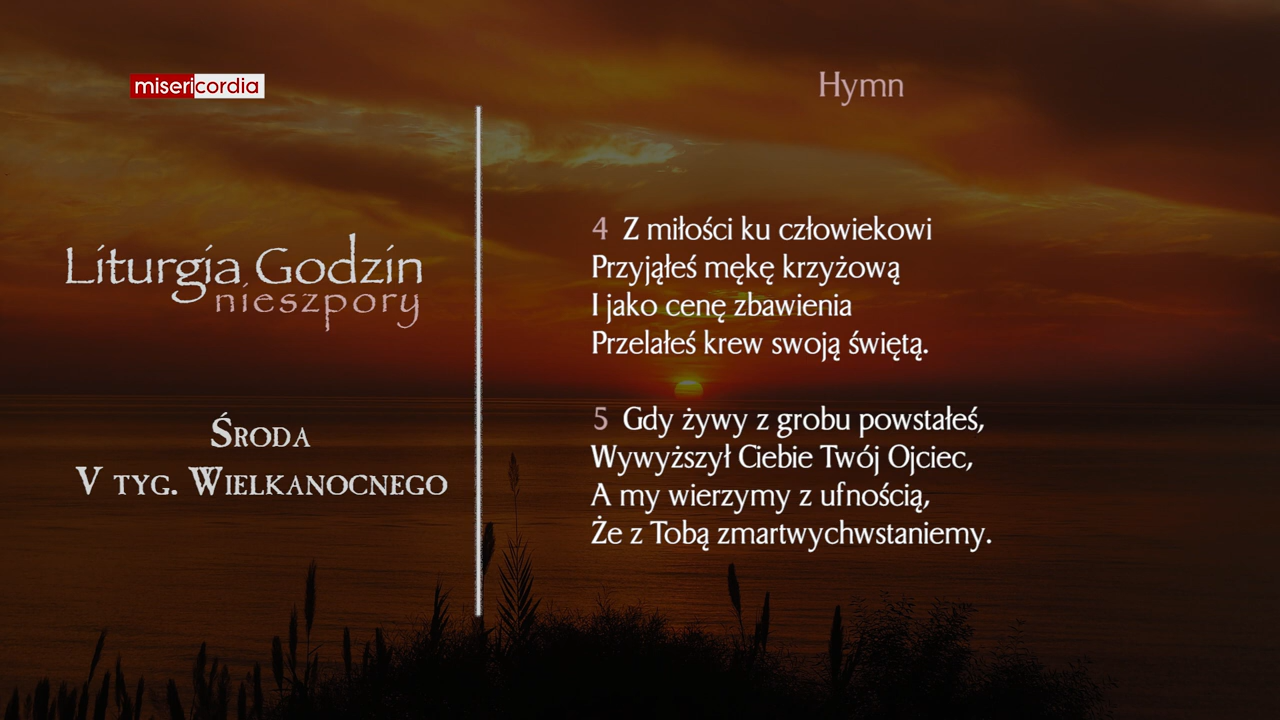 misericordia
Hymn
Liturgia Godzin
nieszpory
Środa
V tyg. Wielkanocnego
4 Z miłości ku człowiekowi
Przyjąłeś mękę krzyżową
I jako cenę zbawienia
Przelałeś krew swoją świętą.
5 Gdy żywy z grobu powstałeś,
Wywyższył Ciebie Twój Ojciec,
A my wierzymy z ufnością,
Że z Tobą zmartwychwstaniemy.